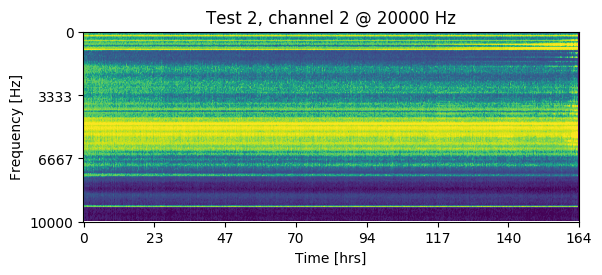 Test 2, channel 2 @ 20000 Hz
Frequency [Hz]
0
3333
6667
10000
0 23 47 70 94 117 140 164
Time [hrs]